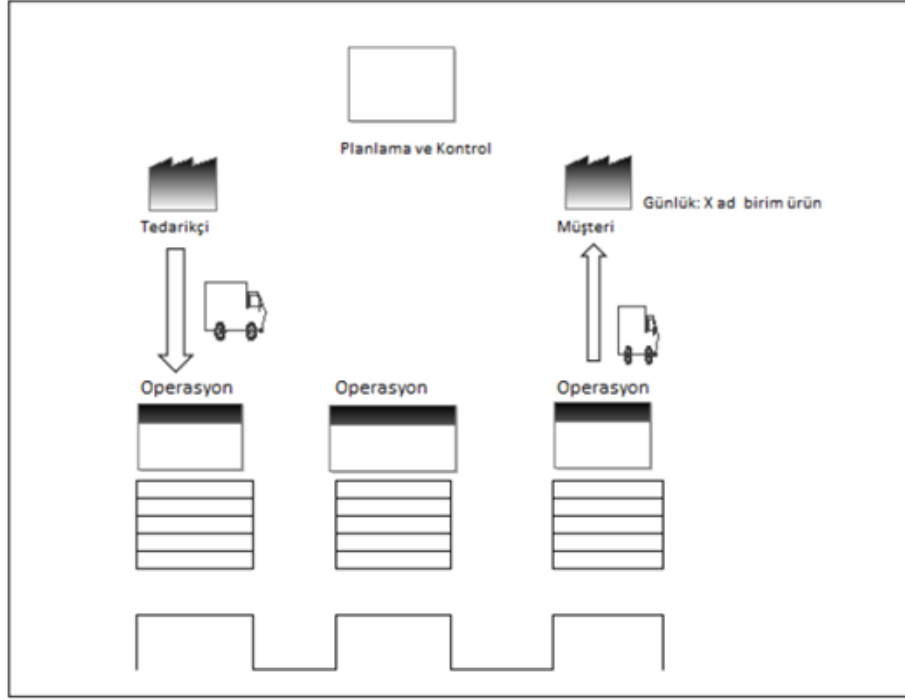 Planlama ve Kontrol
Tedarikçi
Müşteri
Günlük: X ad birim ürün
Operasyon
Operasyon
Operasyon